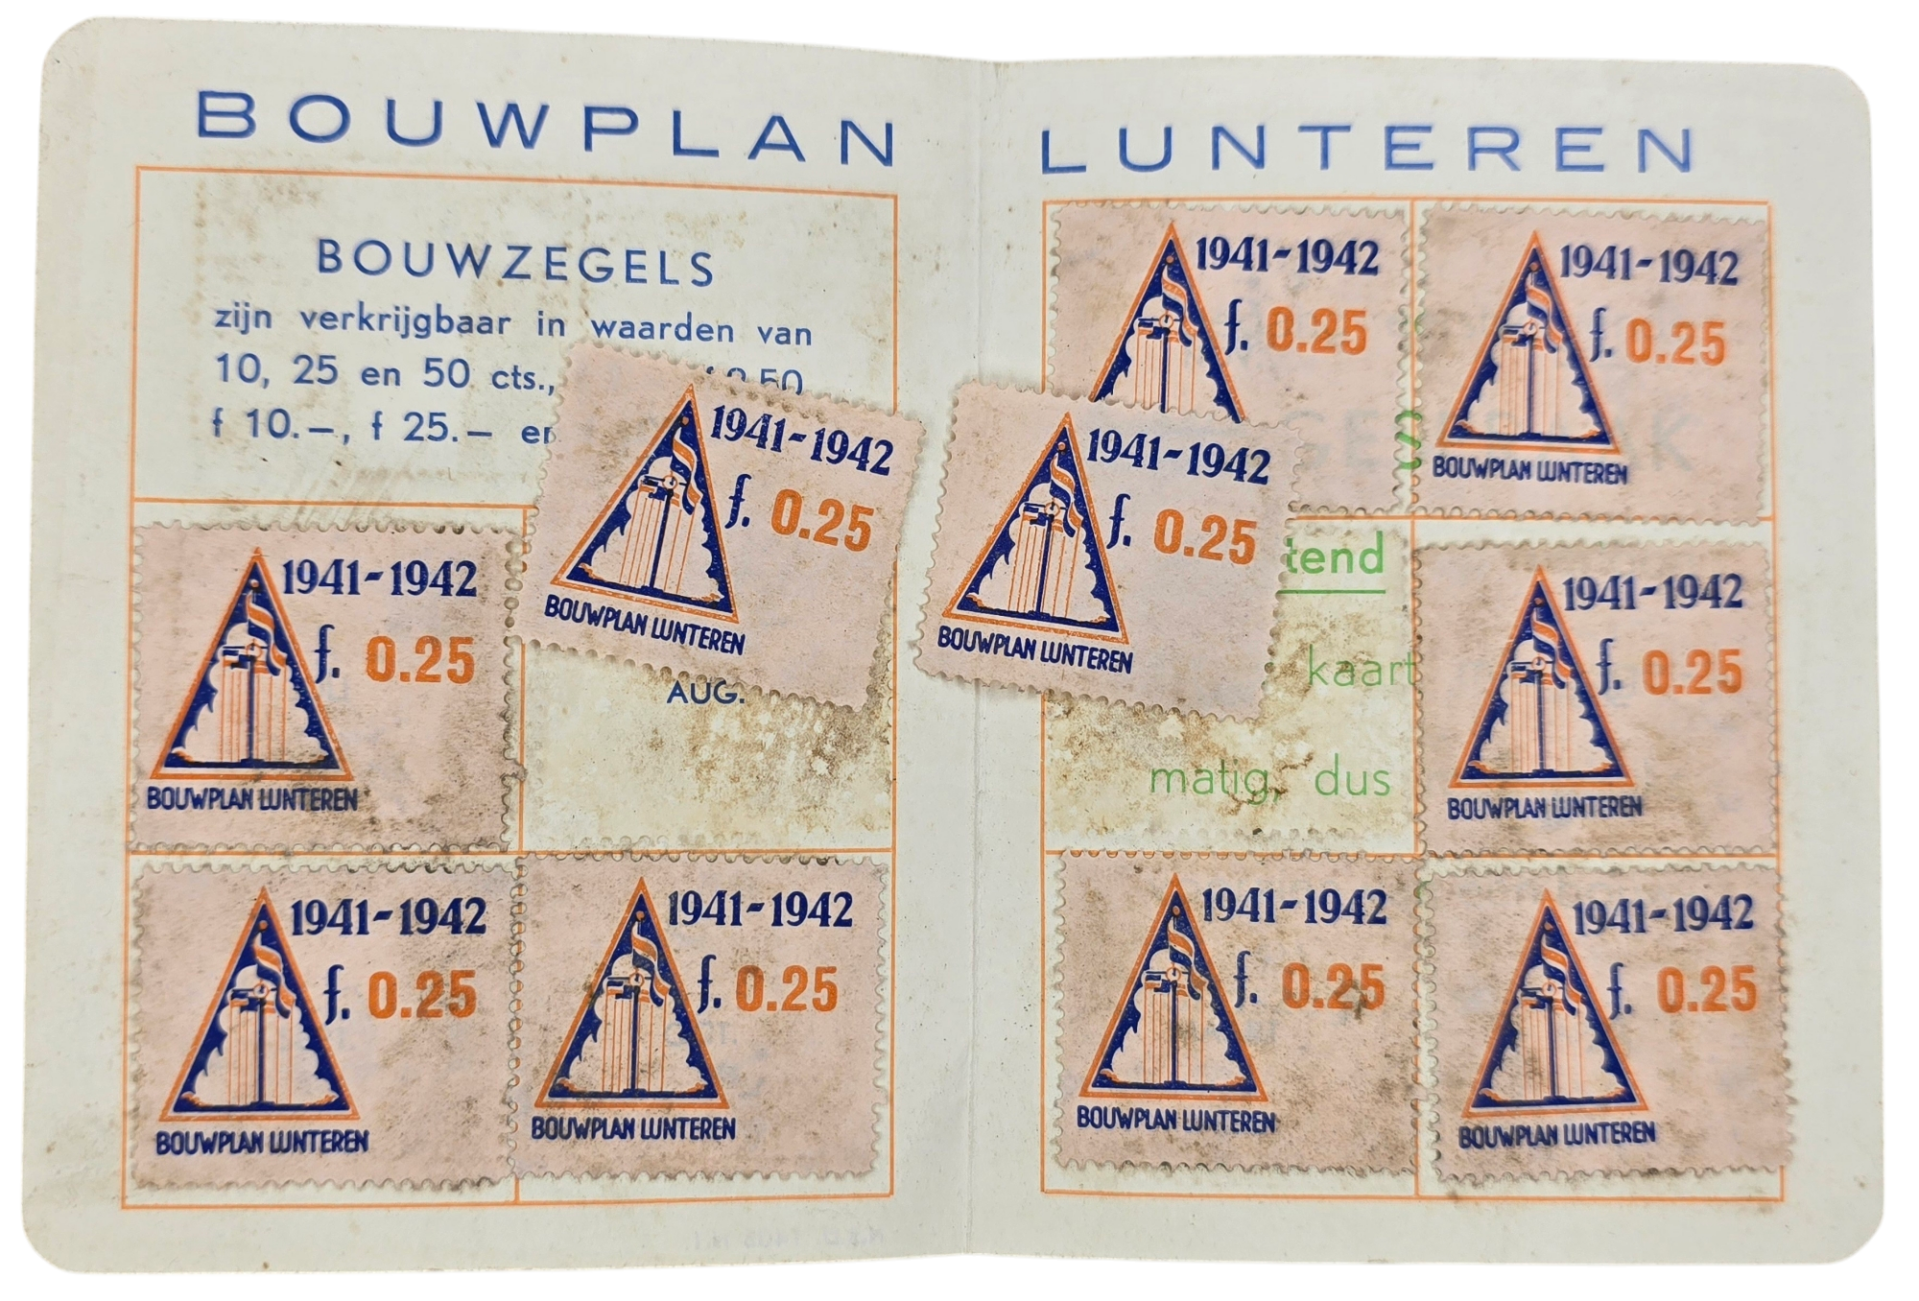 BOUWPLAN LUNTEREN
BOUWZEGELS
zijn verkrijgbaar in waarden van
10, 25 en 50 cts.,
f 10.—, f 25.— en
1941-1942
f. 0.25
BOUWPLAN LUNTEREN
1941-1942
f. 0.25
BOUWPLAN LUNTEREN
AUG.
1941-1942
f. 0.25
BOUWPLAN LUNTEREN
1941-1942
f. 0.25
BOUWPLAN LUNTEREN
1941-1942
f. 0.25
1941-1942
f. 0.25
BOUWPLAN LUNTEREN
1941-1942
f. 0.25
BOUWPLAN LUNTEREN
tend
kaart
matig, dus
1941-1942
f. 0.25
BOUWPLAN LUNTEREN
1941-1942
f. 0.25
BOUWPLAN LUNTEREN
1941-1942
f. 0.25
BOUWPLAN LUNTEREN